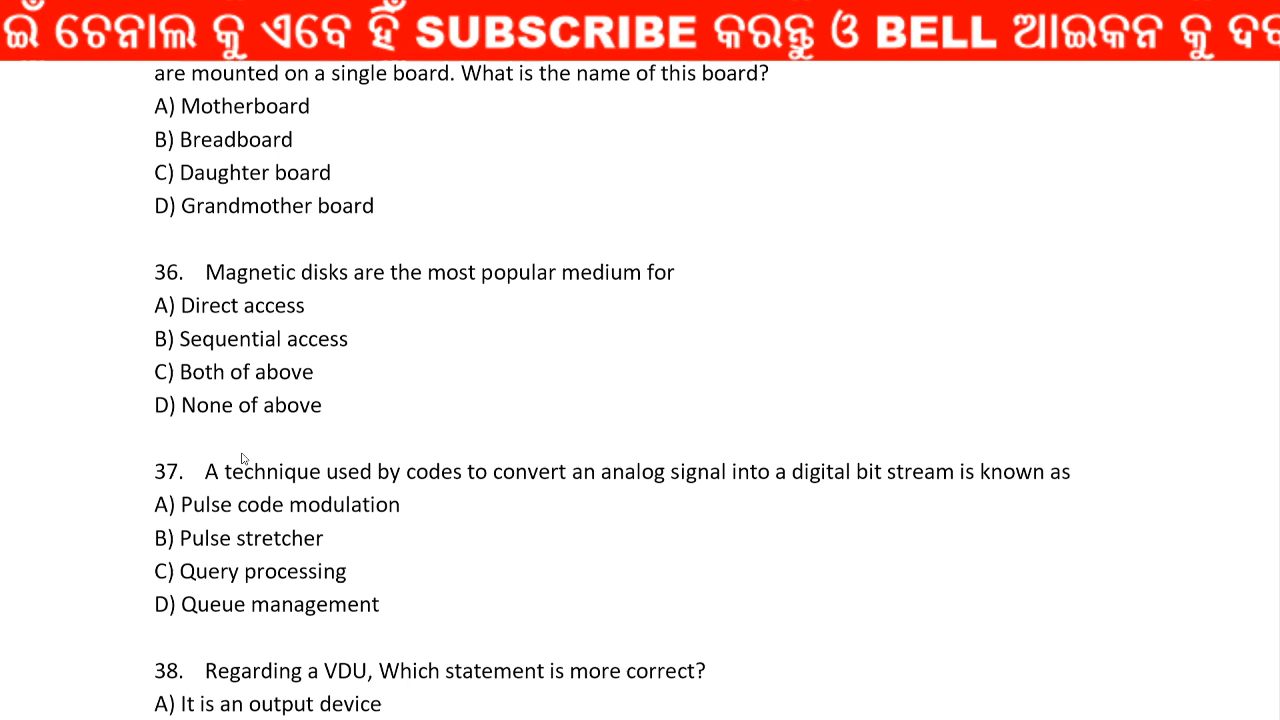 ଇଁ ଚେନାଲ କୁ ଏବେ ହିଁ SUBSCRIBE କରନ୍ତୁ ଓ BELL ଆଇକନ କୁ
are mounted on a single board. What is the name of this board?
A) Motherboard
B) Breadboard
C) Daughter board
D) Grandmother board
36. Magnetic disks are the most popular medium for
A) Direct access
B) Sequential access
C) Both of above
D) None of above
37. A technique used by codes to convert an analog signal into a digital bit stream is known as
A) Pulse code modulation
B) Pulse stretcher
C) Query processing
D) Queue management
38. Regarding a VDU, Which statement is more correct?
A) It is an output device